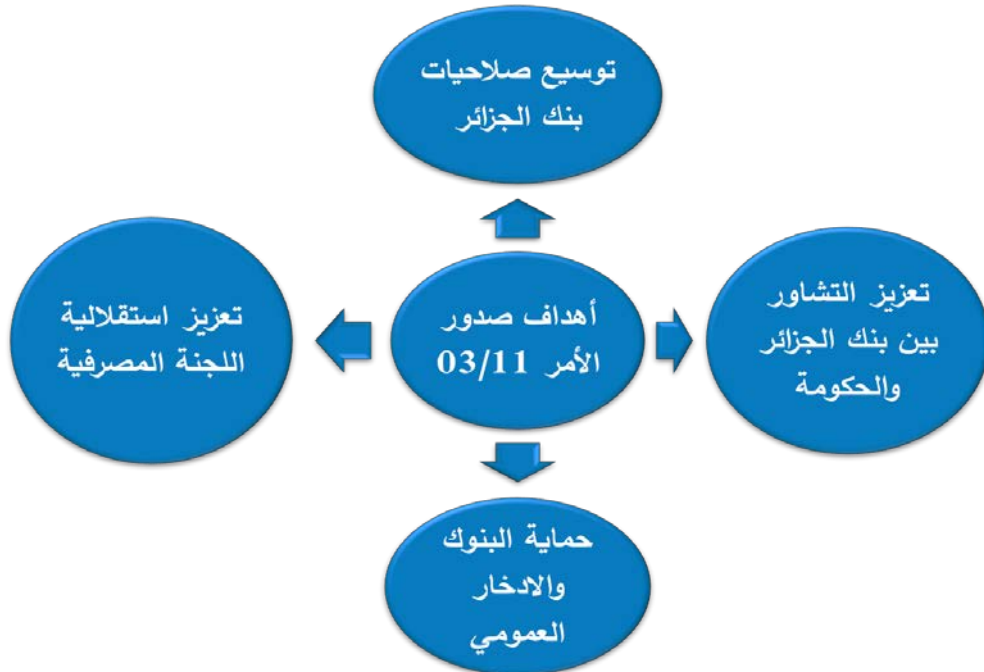 توسيع صلاحيات
بنك الجزائر
تعزيز التشاور
بين بنك الجزائر
والحكومة
أهداف صدور
الأمر 03/11
تعزيز استقلالية
اللجنة المصرفية
حماية البنوك
والادخار
العمومي